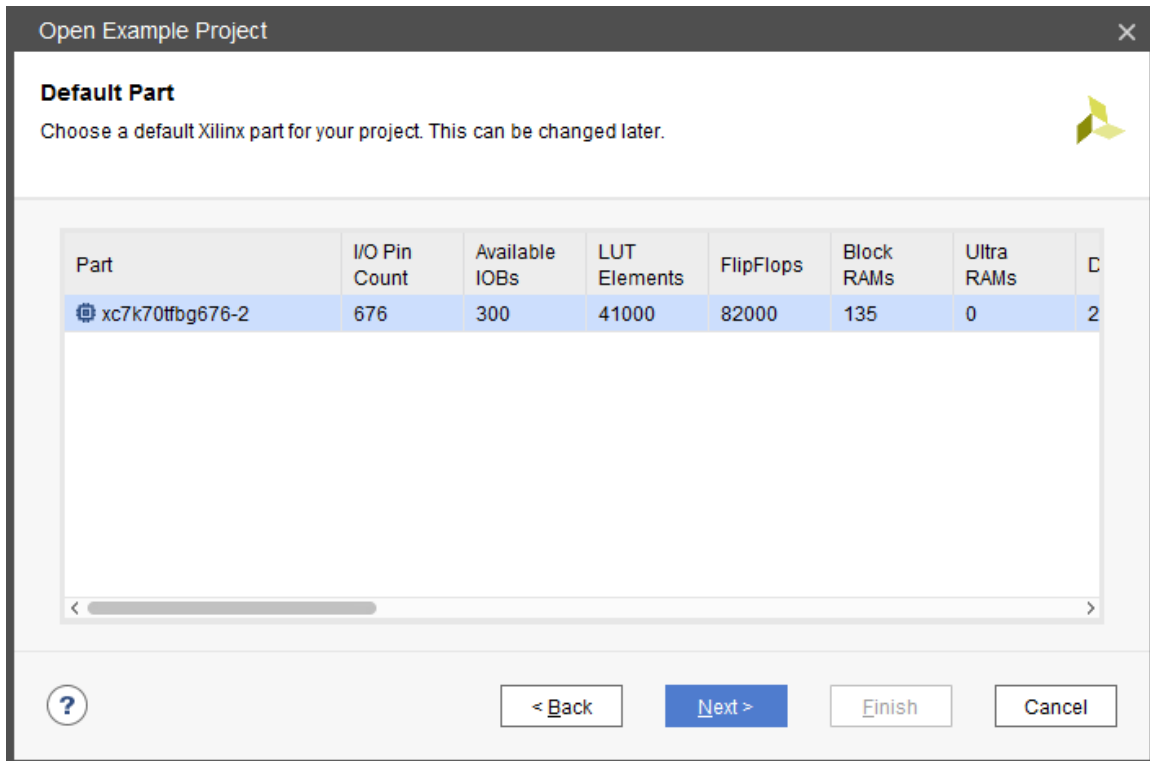 Open Example Project
Default Part
Choose a default Xilinx part for your project. This can be changed later.
Part I/O Pin Count Available IOBs LUT Elements FlipFlops Block RAMs Ultra RAMs D
xc7k70tfbg676-2 676 300 41000 82000 135 0 2
?
< Back Next > Finish Cancel